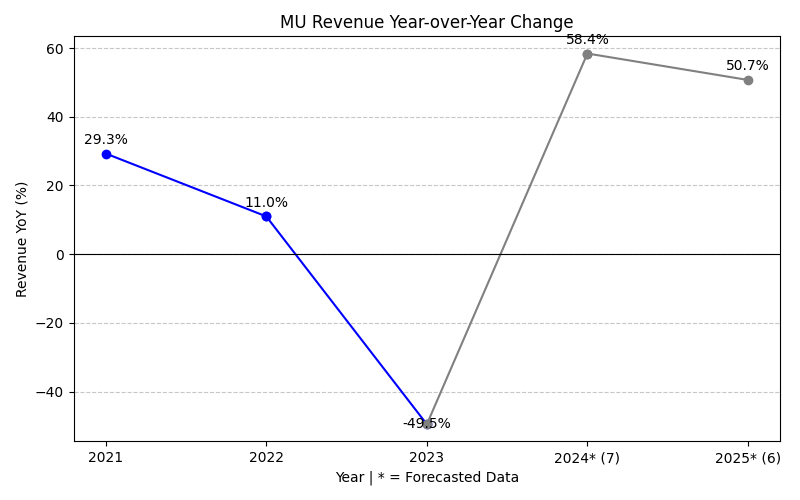 MU Revenue Year-over-Year Change
58.4%
60
50.7%
40
29.3%
20
11.0%
0
Revenue YoY (%)
−20
−40
-49.5%
2021 2022 2023 2024* (7) 2025* (6)
Year | * = Forecasted Data